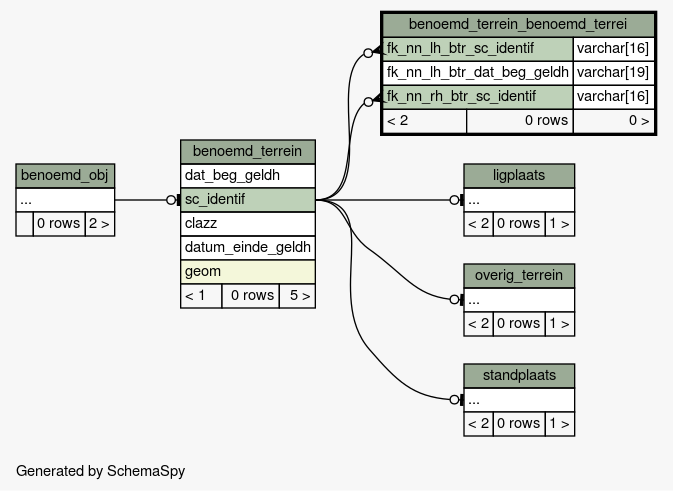 benoemd_terrein_benoemd_terrei
fk_nn_lh_btr_sc_identif varchar[16]
fk_nn_lh_btr_dat_beg_geldh varchar[19]
fk_nn_rh_btr_sc_identif varchar[16]
< 2 0 rows 0 >
benoemd_terrein
dat_beg_geldh
sc_identif
clazz
datum_einde_geldh
geom
< 1 0 rows 5 >
benoemd_obj
...
0 rows 2 >
ligplaats
...
< 2 0 rows 1 >
overig_terrein
...
< 2 0 rows 1 >
standplaats
...
< 2 0 rows 1 >
Generated by SchemaSpy